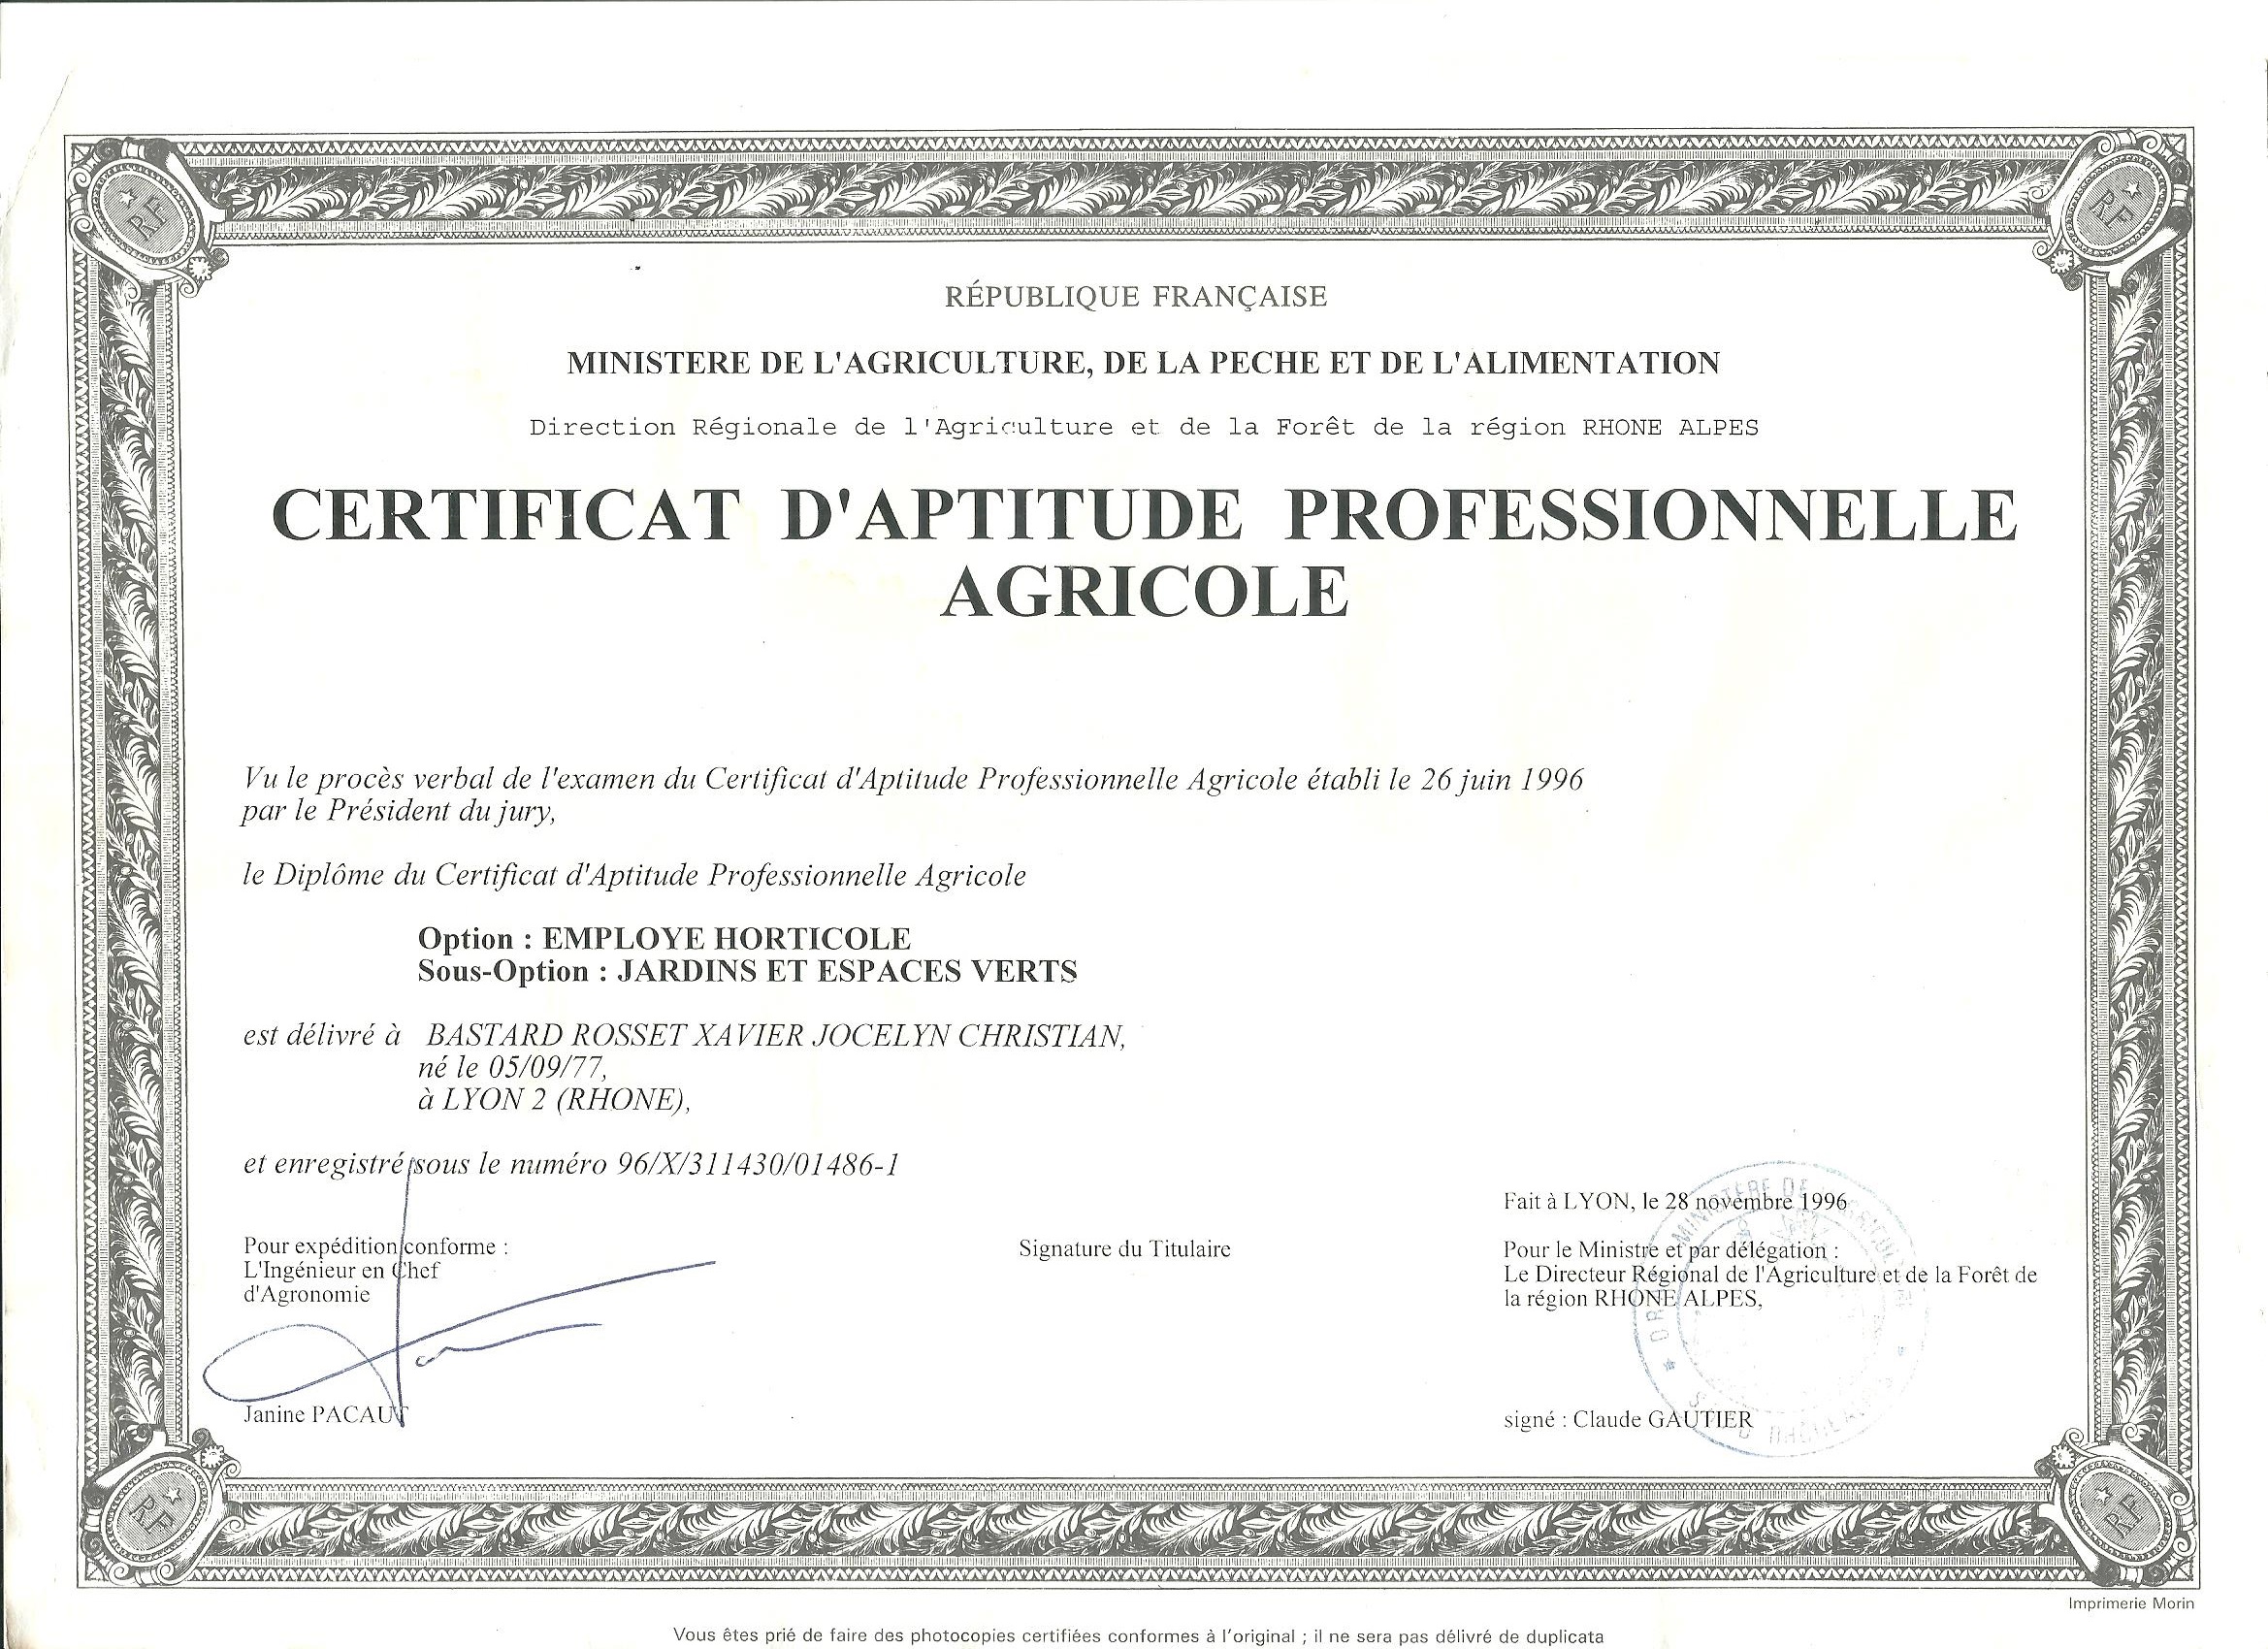 RF
RF
RÉPUBLIQUE FRANÇAISE
MINISTERE DE L'AGRICULTURE, DE LA PECHE ET DE L'ALIMENTATION
Direction Régionale de l'Agriculture et de la Forêt de la région RHONE ALPES
CERTIFICAT D'APTITUDE PROFESSIONNELLE
AGRICOLE
Vu le procès verbal de l'examen du Certificat d'Aptitude Professionnelle Agricole établi le 26 juin 1996
par le Président du jury,
le Diplôme du Certificat d'Aptitude Professionnelle Agricole
Option : EMPLOYE HORTICOLE
Sous-Option : JARDINS ET ESPACES VERTS
est délivré à BASTARD ROSSET XAVIER JOCELYN CHRISTIAN,
né le 05/09/77,
à LYON 2 (RHONE),
et enregistré sous le numéro 96/X/311430/01486-1
Pour expédition conforme :
L'Ingénieur en Chef
d'Agronomie
Janine PACAUT
Signature du Titulaire
Fait à LYON, le 28 novembre 1996
Pour le Ministre et par délégation :
Le Directeur Régional de l'Agriculture et de la Forêt de
la région RHONE ALPES,
signé : Claude GAUTIER
MINISTERE DE
RF
RF
Imprimerie Morin
Vous êtes prié de faire des photocopies certifiées conformes à l'original ; il ne sera pas délivré de duplicata